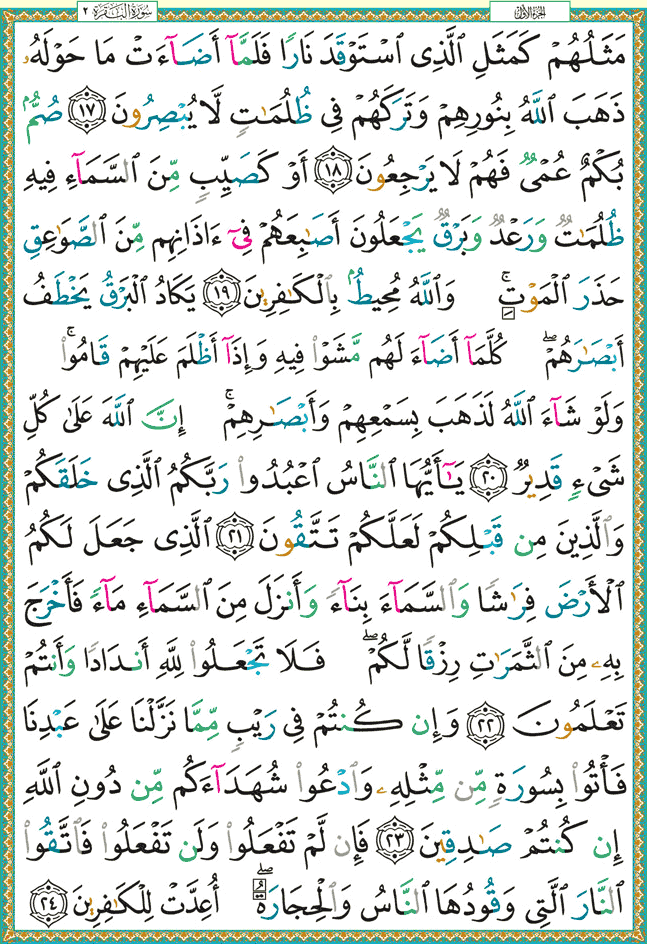 الجزء الأول
سورة البقرة ٢
مَثَلُهُمْ كَمَثَلِ ٱلَّذِى ٱسْتَوْقَدَ نَارًا فَلَمَّآ أَضَآءَتْ مَا حَوْلَهُۥ
ذَهَبَ ٱللَّهُ بِنُورِهِمْ وَتَرَكَهُمْ فِى ظُلُمَٰتٍ لَّا يُبْصِرُونَ ١٧ صُمٌّۢ
بُكْمٌ عُمْىٌ فَهُمْ لَا يَرْجِعُونَ ١٨ أَوْ كَصَيِّبٍ مِّنَ ٱلسَّمَآءِ فِيهِ
ظُلُمَٰتٌ وَرَعْدٌ وَبَرْقٌ يَجْعَلُونَ أَصَٰبِعَهُمْ فِىٓ ءَاذَانِهِم مِّنَ ٱلصَّوَٰعِقِ
حَذَرَ ٱلْمَوْتِ ۚ وَٱللَّهُ مُحِيطٌۢ بِٱلْكَٰفِرِينَ ١٩ يَكَادُ ٱلْبَرْقُ يَخْطَفُ
أَبْصَٰرَهُمْ ۖ كُلَّمَآ أَضَآءَ لَهُم مَّشَوْا۟ فِيهِ وَإِذَآ أَظْلَمَ عَلَيْهِمْ قَامُوا۟ ۚ
وَلَوْ شَآءَ ٱللَّهُ لَذَهَبَ بِسَمْعِهِمْ وَأَبْصَٰرِهِمْ ۚ إِنَّ ٱللَّهَ عَلَىٰ كُلِّ
شَىْءٍ قَدِيرٌ ٢٠ يَٰٓأَيُّهَا ٱلنَّاسُ ٱعْبُدُوا۟ رَبَّكُمُ ٱلَّذِى خَلَقَكُمْ
وَٱلَّذِينَ مِن قَبْلِكُمْ لَعَلَّكُمْ تَتَّقُونَ ٢١ ٱلَّذِى جَعَلَ لَكُمُ
ٱلْأَرْضَ فِرَٰشًا وَٱلسَّمَآءَ بِنَآءً وَأَنزَلَ مِنَ ٱلسَّمَآءِ مَآءً فَأَخْرَجَ
بِهِۦ مِنَ ٱلثَّمَرَٰتِ رِزْقًا لَّكُمْ ۖ فَلَا تَجْعَلُوا۟ لِلَّهِ أَندَادًا وَأَنتُمْ
تَعْلَمُونَ ٢٢ وَإِن كُنتُمْ فِى رَيْبٍ مِّمَّا نَزَّلْنَا عَلَىٰ عَبْدِنَا
فَأْتُوا۟ بِسُورَةٍ مِّن مِّثْلِهِۦ وَٱدْعُوا۟ شُهَدَآءَكُم مِّن دُونِ ٱللَّهِ
إِن كُنتُمْ صَٰدِقِينَ ٢٣ فَإِن لَّمْ تَفْعَلُوا۟ وَلَن تَفْعَلُوا۟ فَٱتَّقُوا۟
ٱلنَّارَ ٱلَّتِى وَقُودُهَا ٱلنَّاسُ وَٱلْحِجَارَةُ ۖ أُعِدَّتْ لِلْكَٰفِرِينَ ٢٤